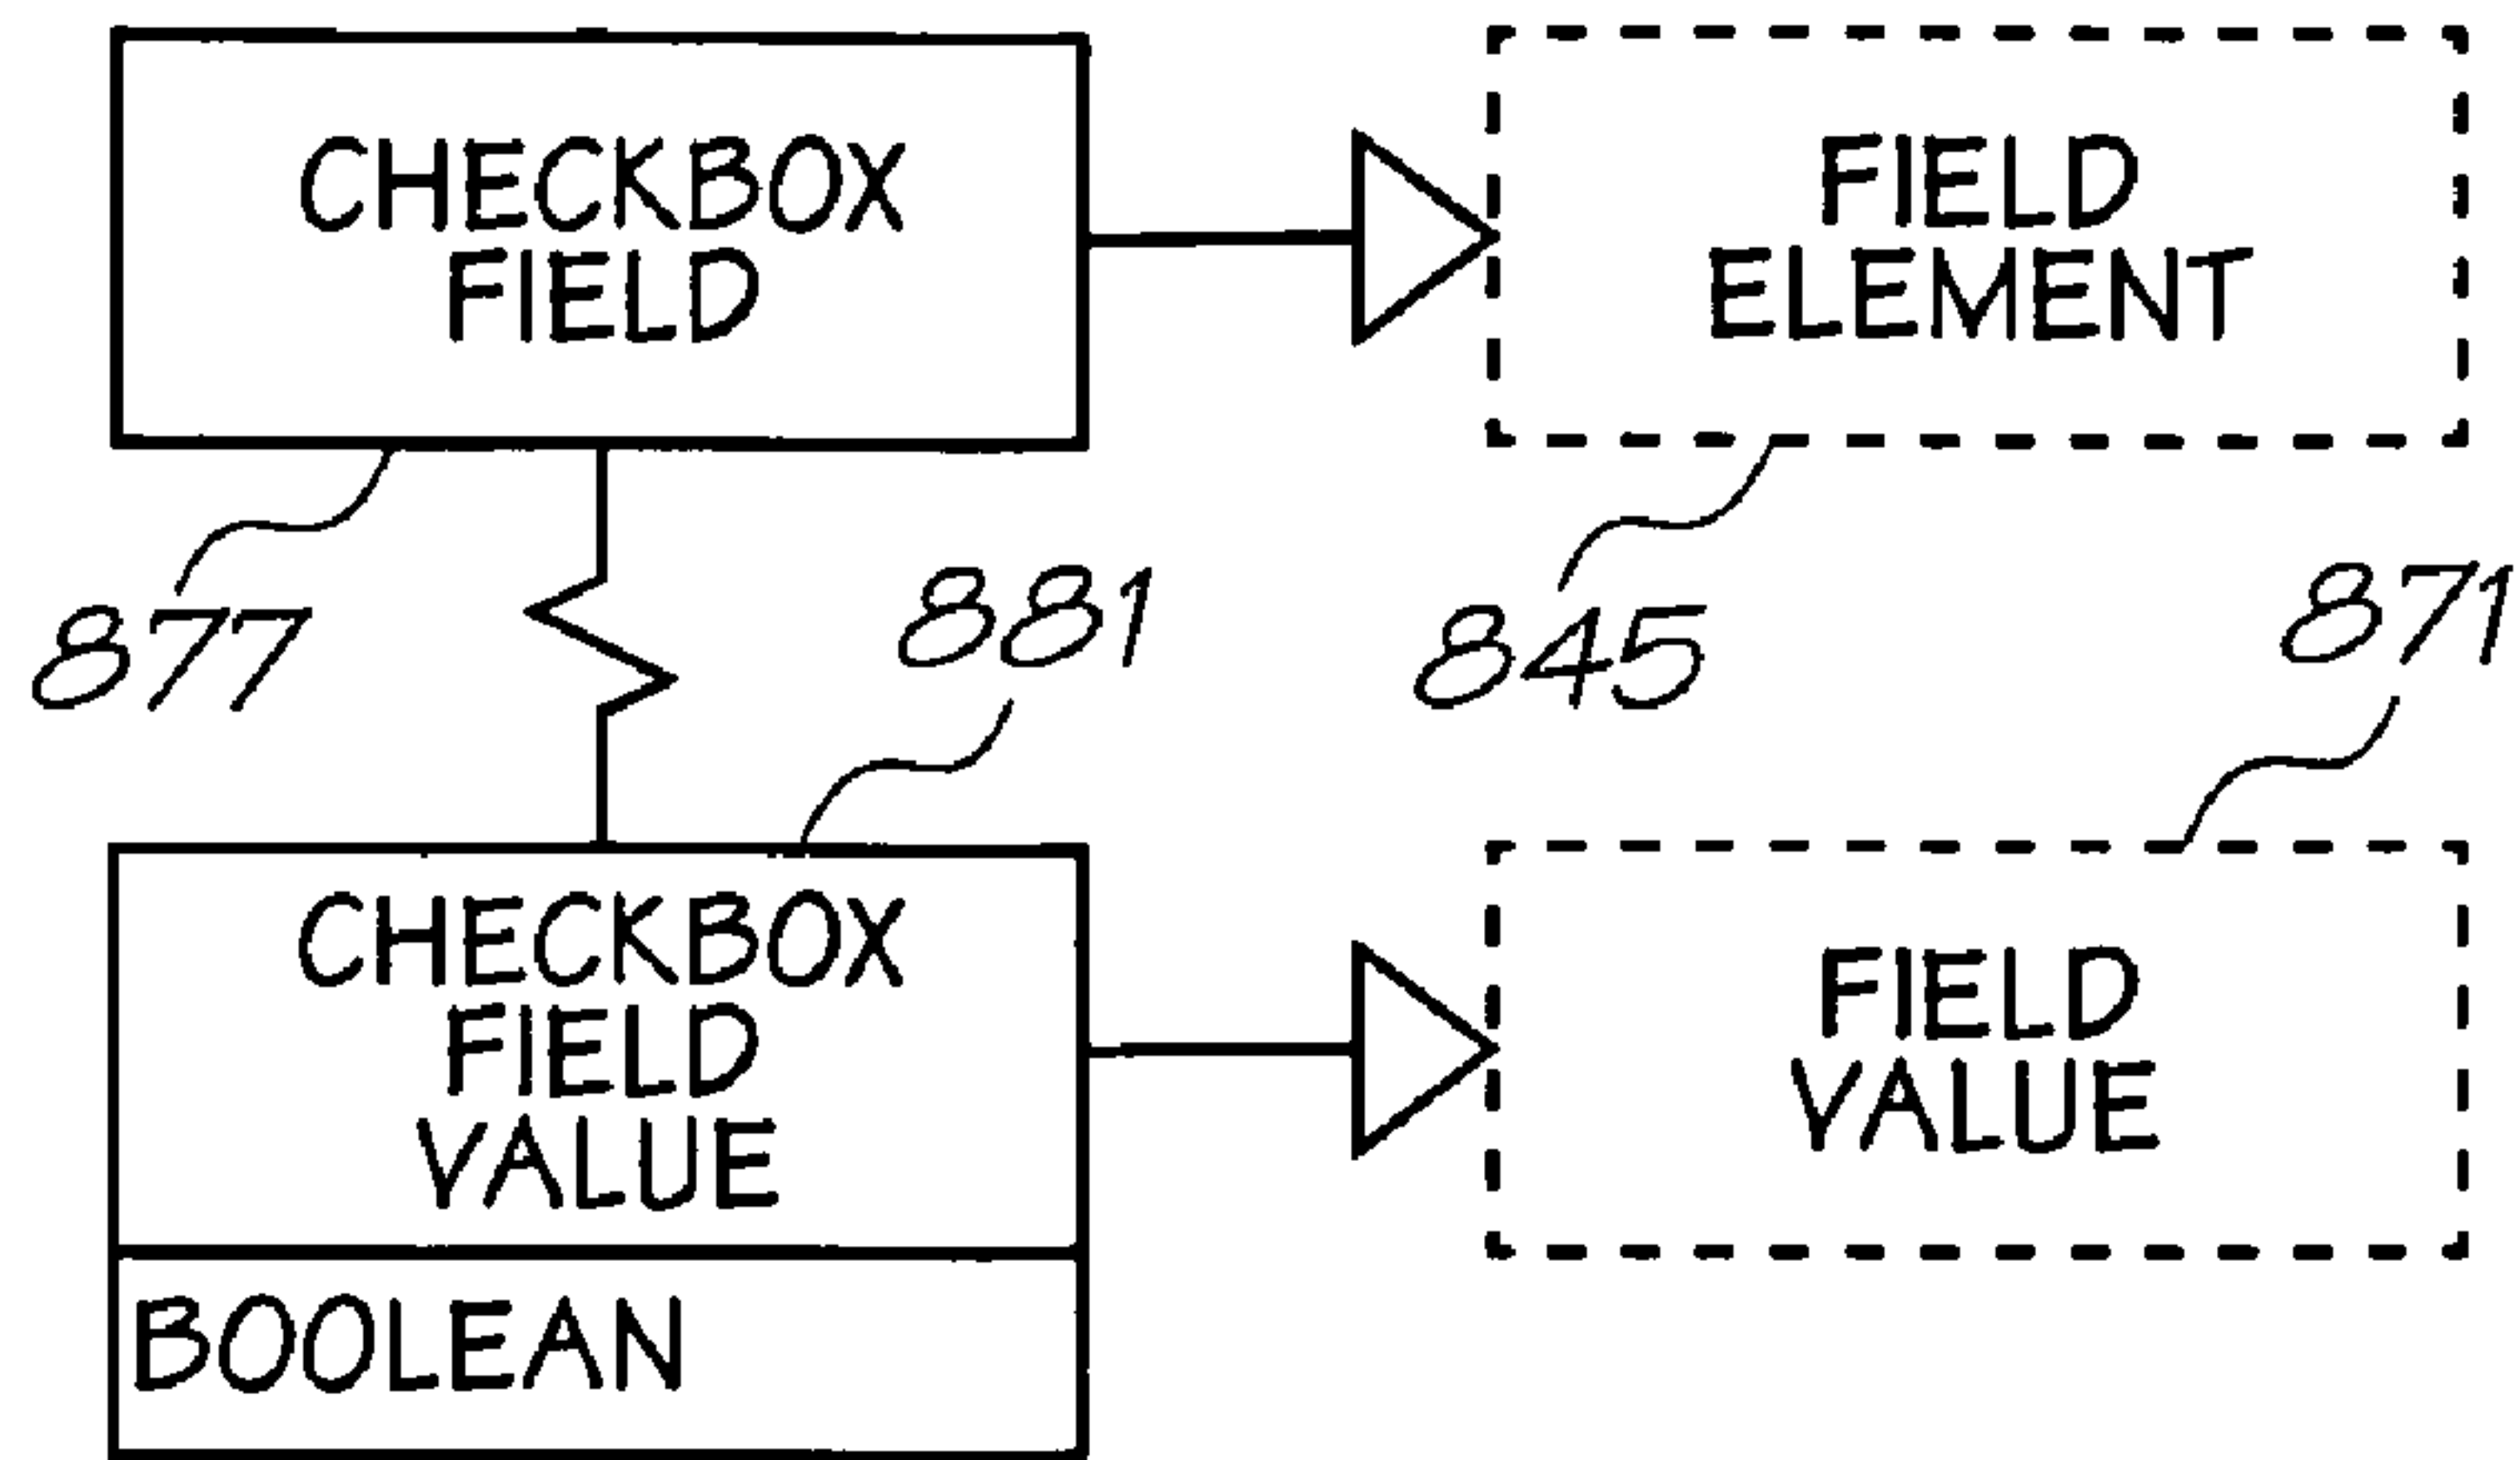 CHECKBOX
FIELD
FIELD
ELEMENT
877
881
845
871
CHECKBOX
FIELD
VALUE
FIELD
VALUE
BOOLEAN